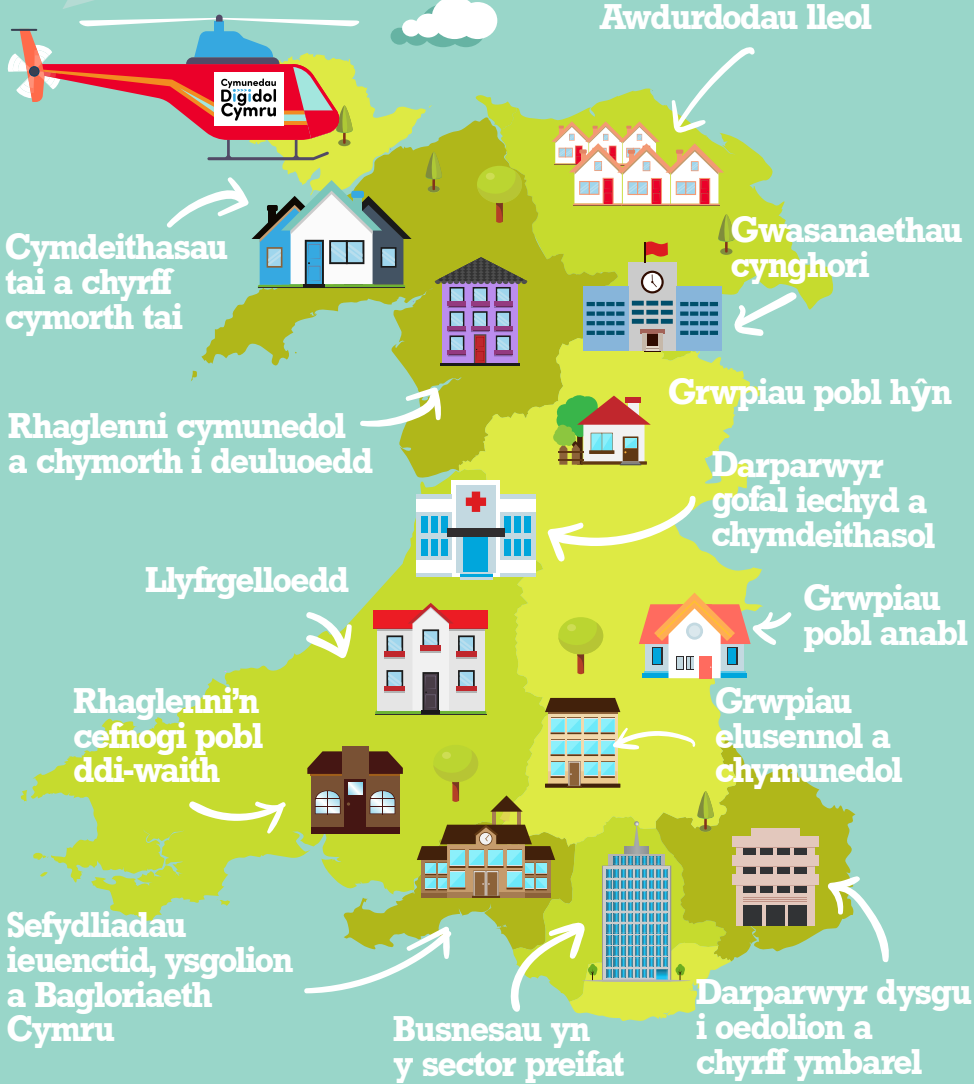 Awdurdodau lleol
Cymunedau
Digidol
Cymru
Cymdeithasau
tai a chyrff
cymorth tai
Gwasanaethau
cynghori
Rhaglenni cymunedol
a chymorth i deuluoedd
Grwpiau pobl hŷn
Darparwyr
gofal iechyd a
chymdeithasol
Llyfrgelloedd
Grwpiau
pobl anabl
Rhaglenni’n
cefnogi pobl
ddi-waith
Grwpiau
elusennol a
chymunedol
Sefydliadau
ieuenctid, ysgolion
a Bagloriaeth
Cymru
Busnesau yn
y sector preifat
Darparwyr dysgu
i oedolion a
chyrff ymbarel